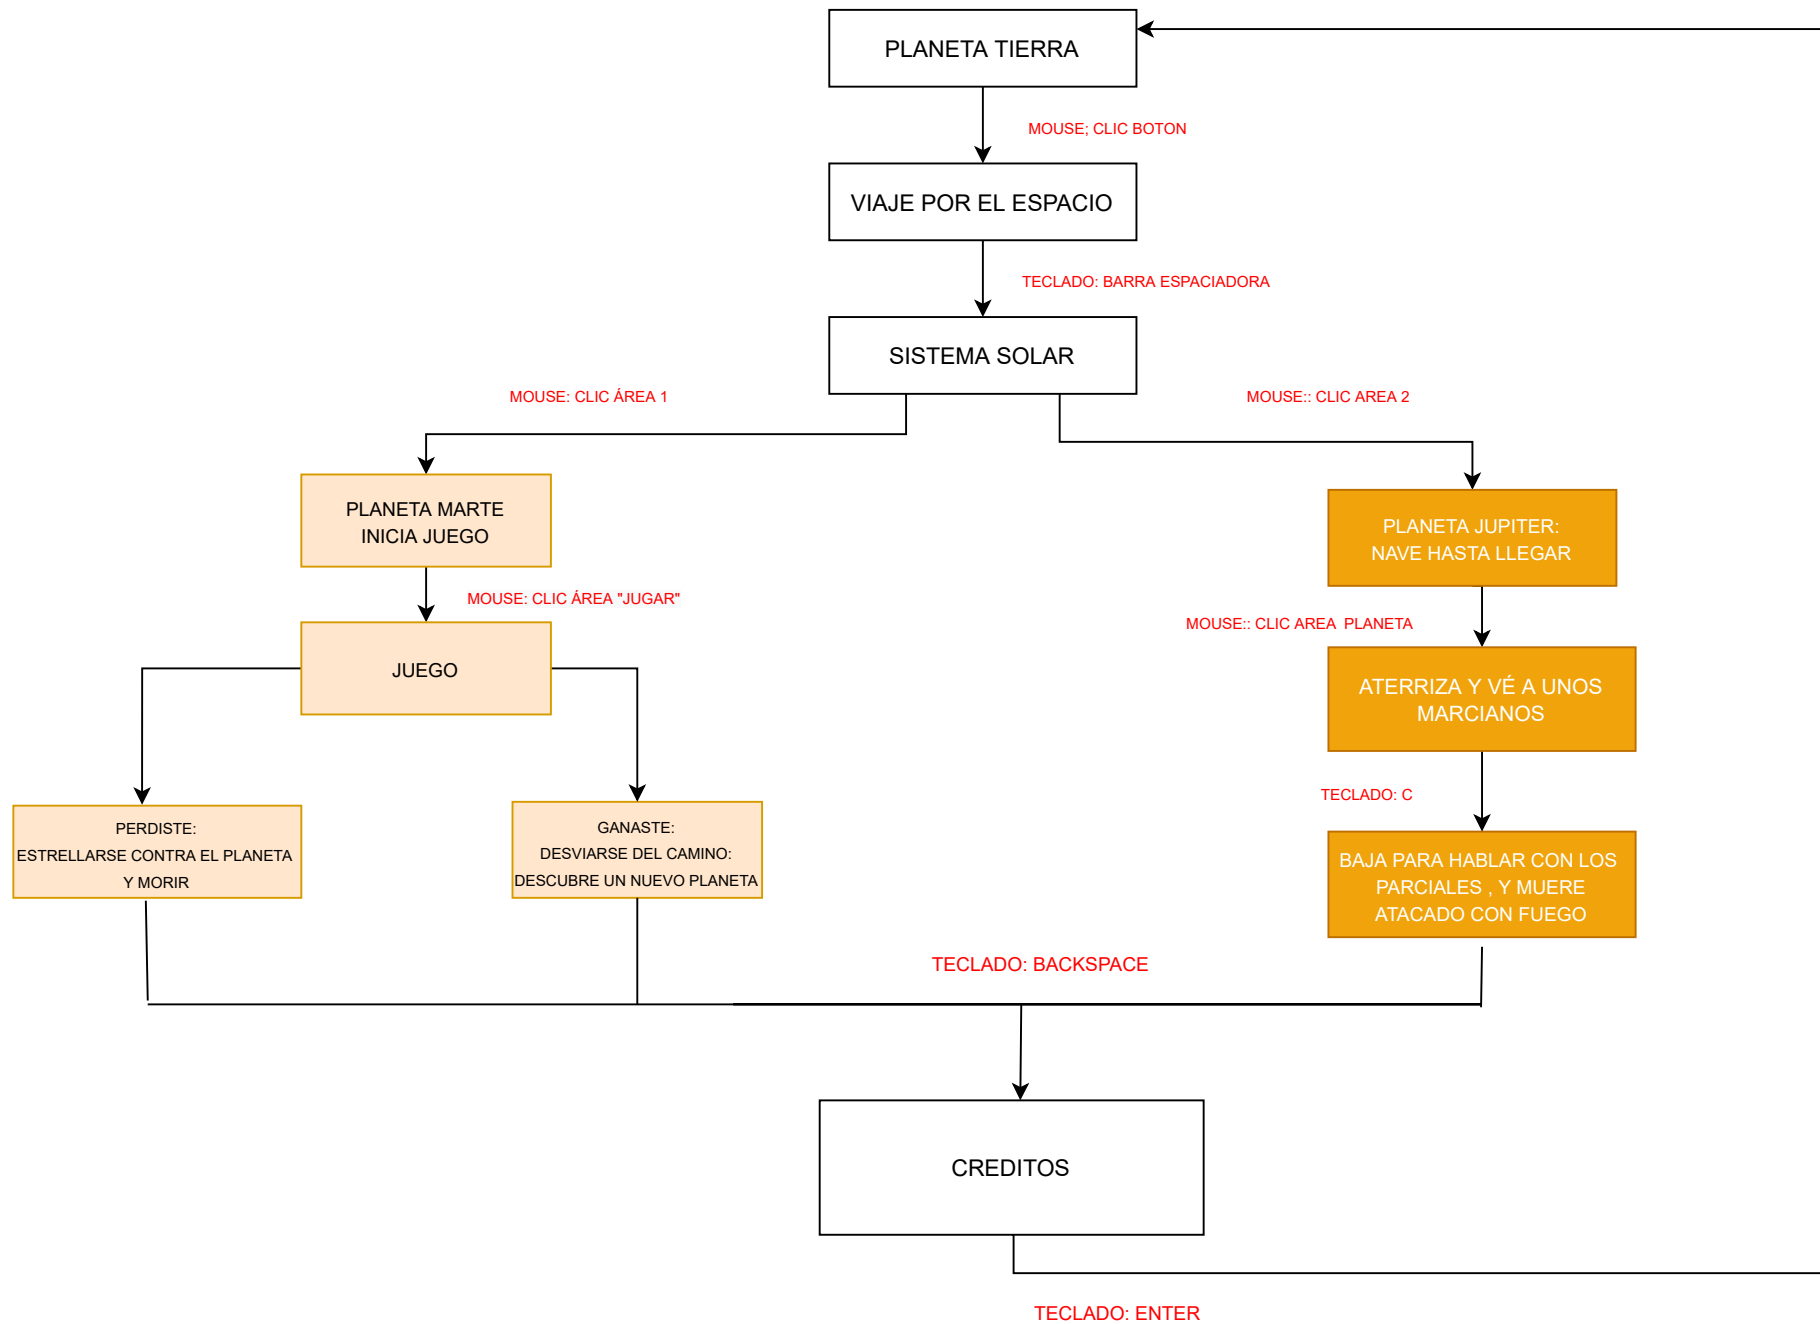 PLANETA TIERRA
MOUSE; CLIC BOTON
VIAJE POR EL ESPACIO
TECLADO: BARRA ESPACIADORA
SISTEMA SOLAR
MOUSE: CLIC ÁREA 1
MOUSE:: CLIC AREA 2
PLANETA MARTE
INICIA JUEGO
PLANETA JUPITER:
NAVE HASTA LLEGAR
MOUSE: CLIC ÁREA "JUGAR"
MOUSE:: CLIC AREA  PLANETA
JUEGO
ATERRIZA Y VÉ A UNOS
MARCIANOS
TECLADO: C
PERDISTE:
ESTRELLARSE CONTRA EL PLANETA
Y MORIR
GANASTE:
DESVIARSE DEL CAMINO:
DESCUBRE UN NUEVO PLANETA
BAJA PARA HABLAR CON LOS
PARCIALES , Y MUERE
ATACADO CON FUEGO
TECLADO: BACKSPACE
CREDITOS
TECLADO: ENTER